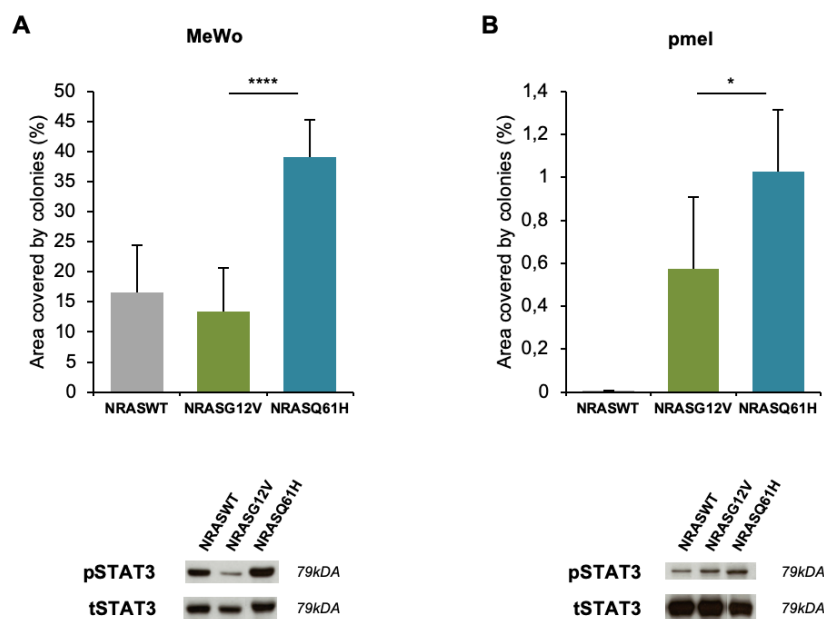 A
MeWo
Area covered by colonies (%)
50
45
40
35
30
25
20
15
10
5
0
****
NRASWT NRASG12V NRASQ61H
NRASWT
NRASG12V
NRASQ61H
pSTAT3 79kDA
tSTAT3 79kDA
B
pmel
Area covered by colonies (%)
1,4
1,2
1
0,8
0,6
0,4
0,2
0
*
NRASWT NRASG12V NRASQ61H
NRASWT
NRASG12V
NRASQ61H
pSTAT3 79kDA
tSTAT3 79kDA